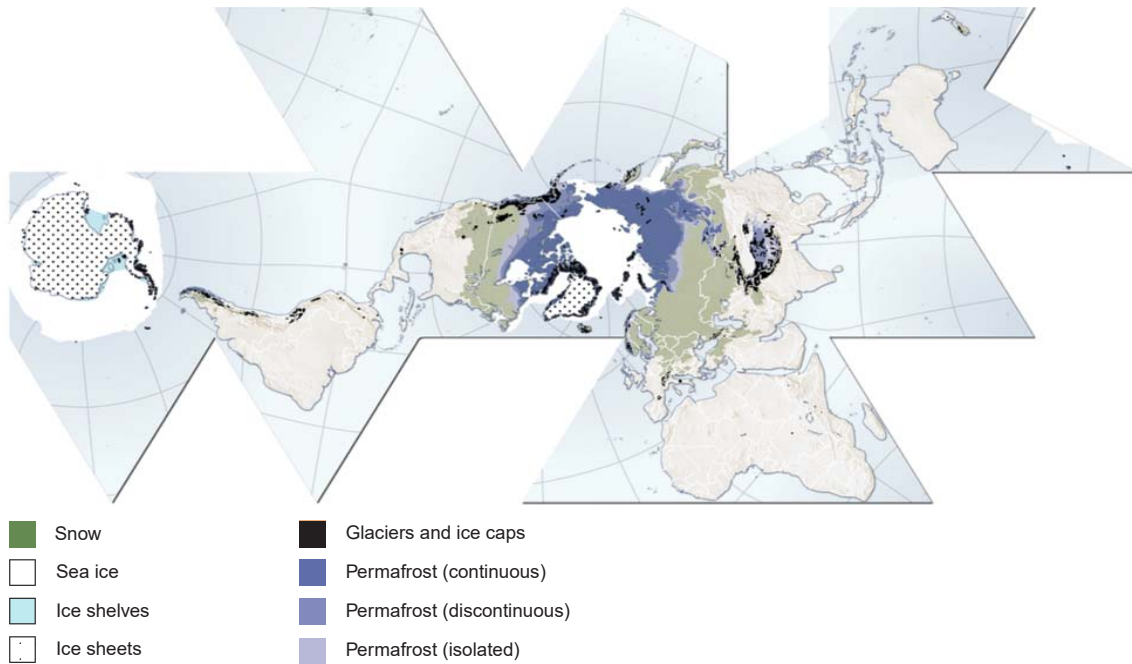 Snow
Sea ice
Ice shelves
Ice sheets
Glaciers and ice caps
Permafrost (continuous)
Permafrost (discontinuous)
Permafrost (isolated)